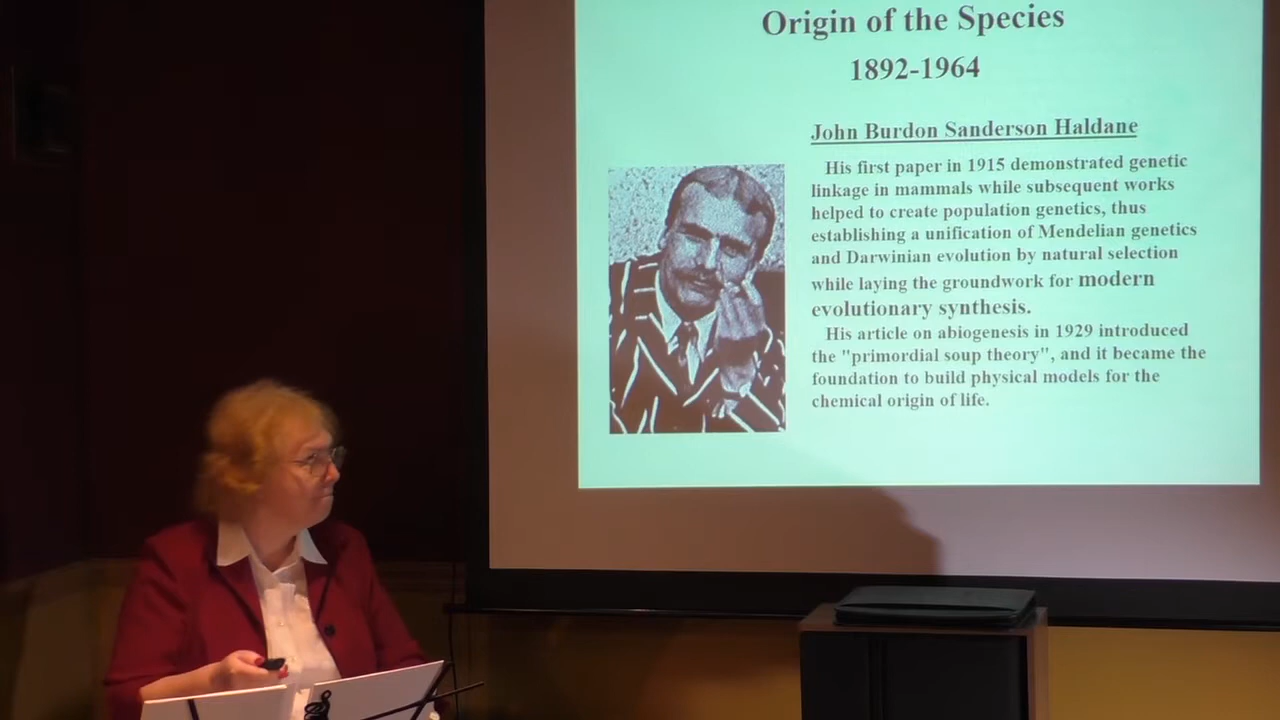 Origin of the Species
1892-1964
John Burdon Sanderson Haldane
His first paper in 1915 demonstrated genetic
linkage in mammals while subsequent works
helped to create population genetics, thus
establishing a unification of Mendelian genetics
and Darwinian evolution by natural selection
while laying the groundwork for modern
evolutionary synthesis.
His article on abiogenesis in 1929 introduced
the "primordial soup theory", and it became the
foundation to build physical models for the
chemical origin of life.